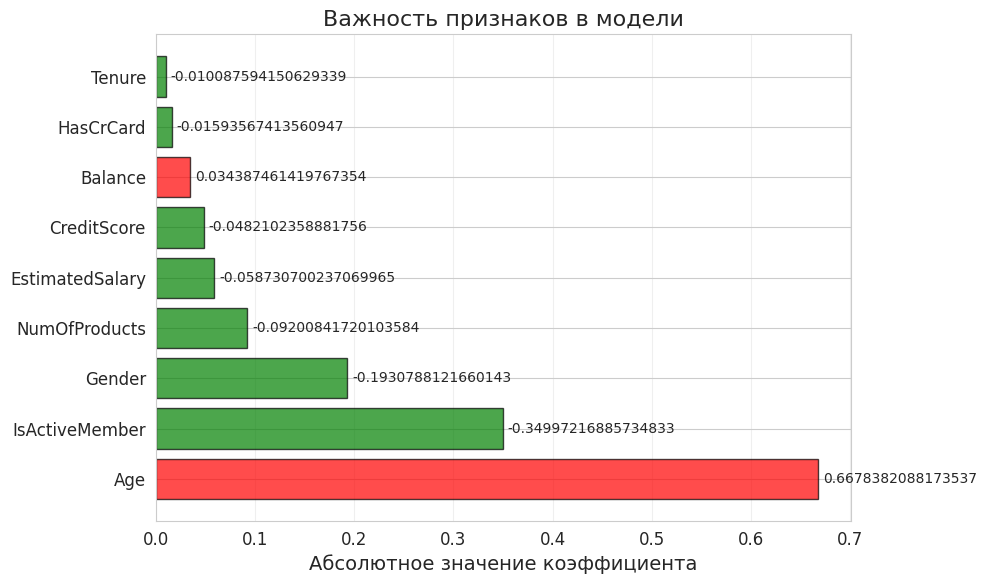 Важность признаков в модели
Tenure -0.010087594150629339
HasCrCard -0.01593567413560947
Balance 0.034387461419767354
CreditScore -0.0482102358881756
EstimatedSalary -0.058730700237069965
NumOfProducts -0.09200841720103584
Gender -0.1930788121660143
IsActiveMember -0.34997216885734833
Age 0.6678382088173537
0.0 0.1 0.2 0.3 0.4 0.5 0.6 0.7
Абсолютное значение коэффициента